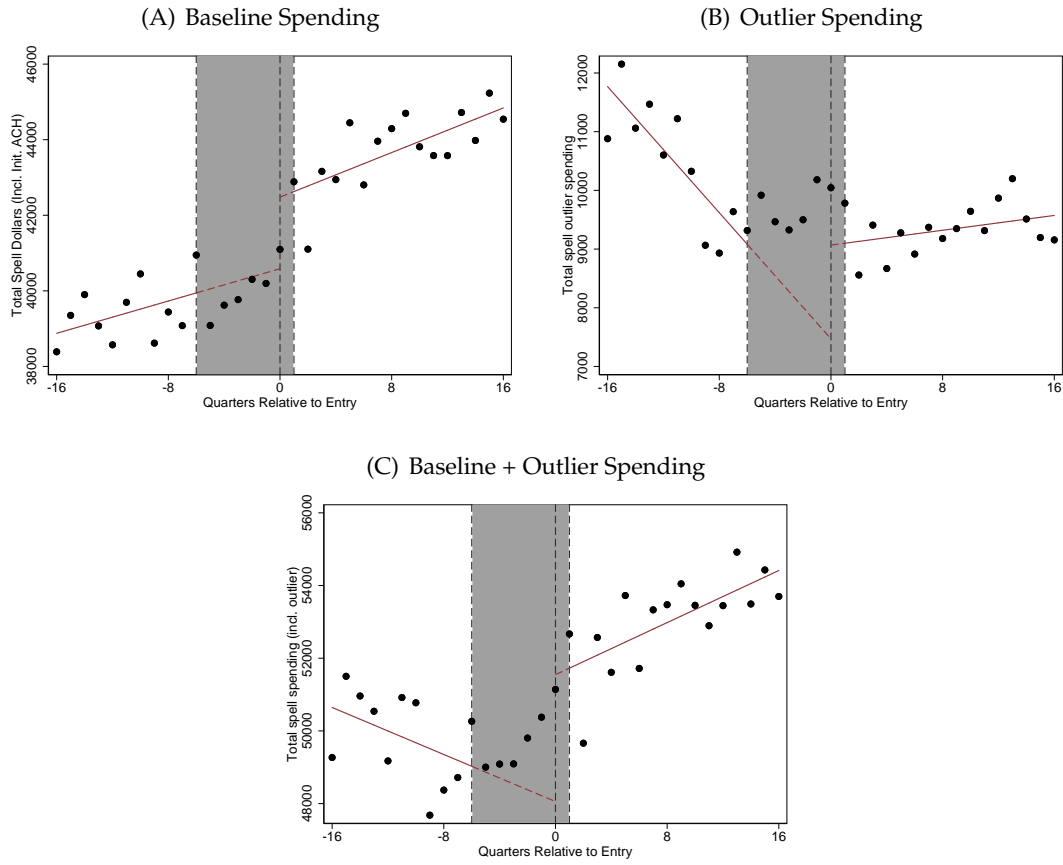 (A) Baseline Spending
Total Spell Dollars (Incl. Init. ACH)
38000 40000 42000 44000 46000
-16 -8 0 8 16
Quarters Relative to Entry
(B) Outlier Spending
Total spell outlier spending
7000 8000 9000 10000 11000 12000
-16 -8 0 8 16
Quarters Relative to Entry
(C) Baseline + Outlier Spending
Total spell spending (incl. outlier)
48000 50000 52000 54000 56000
-16 -8 0 8 16
Quarters Relative to Entry